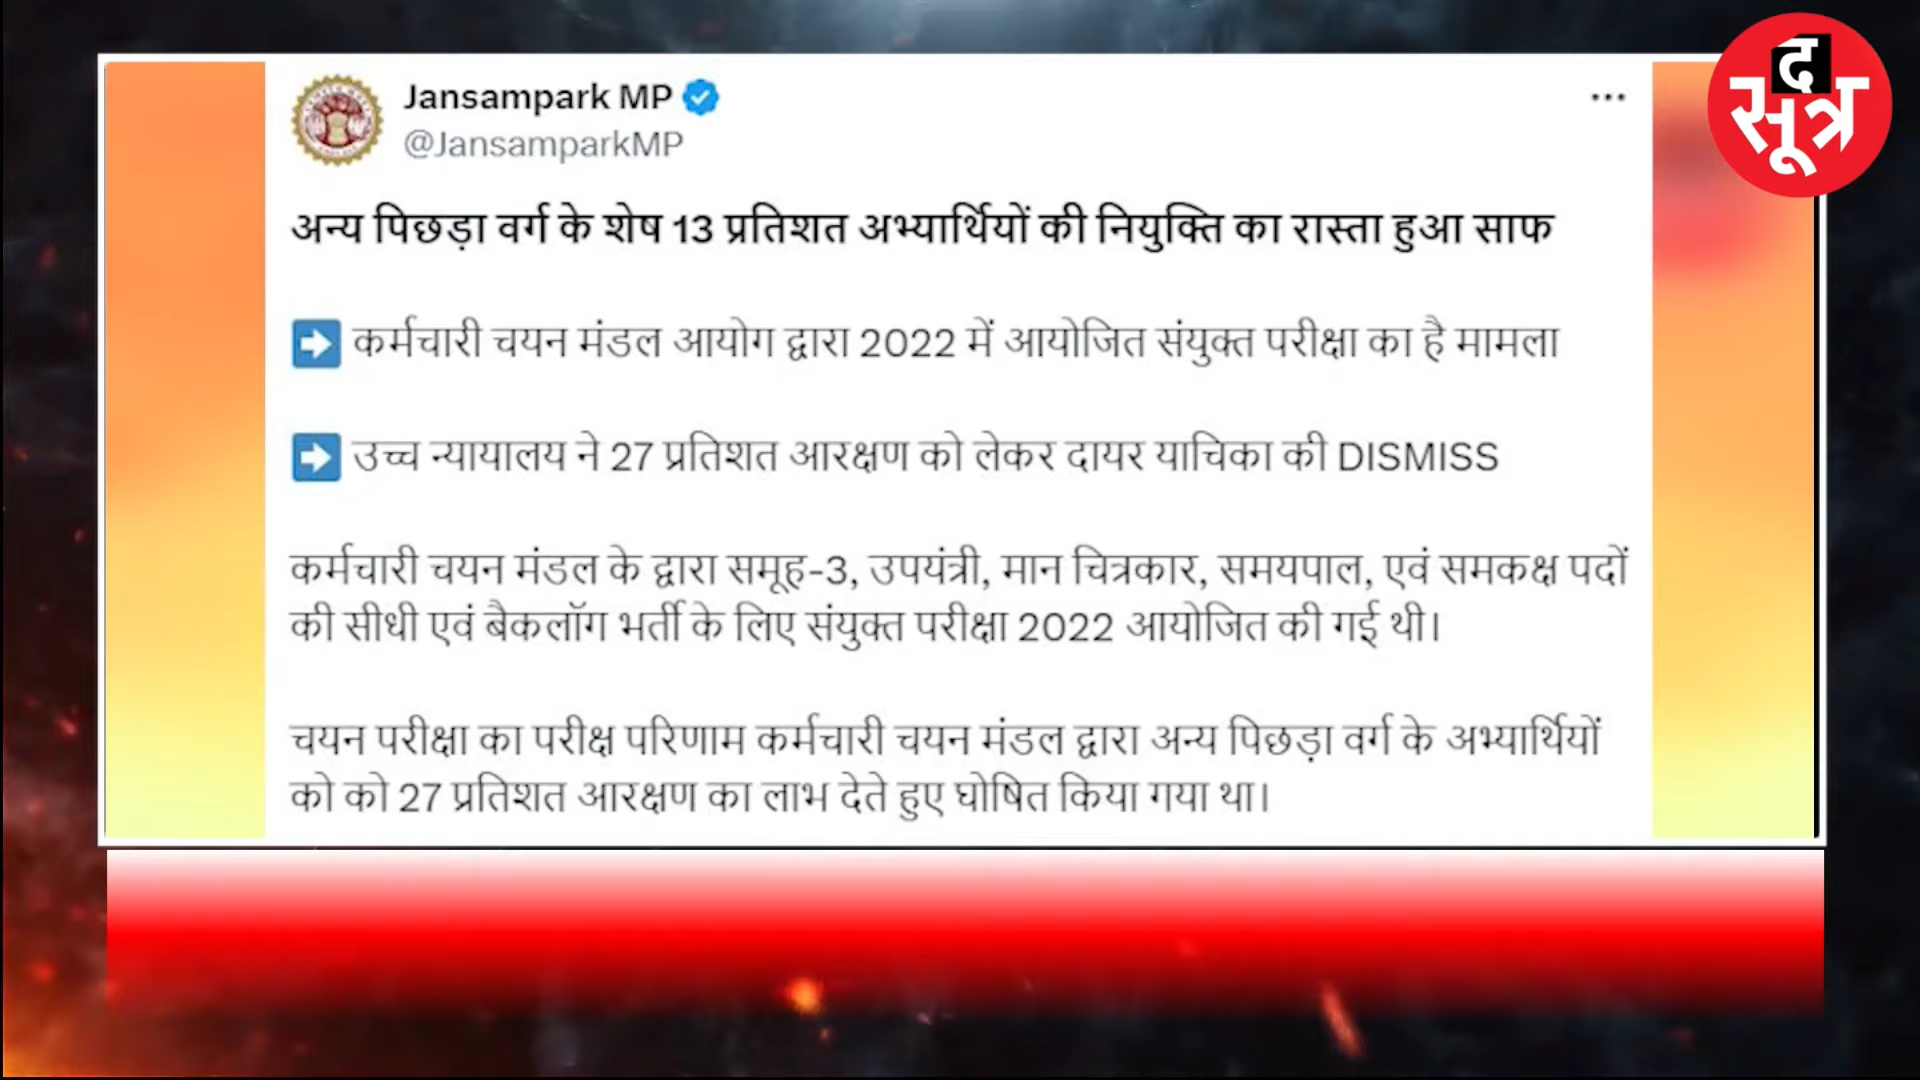 द
सूत्र
Jansampark MP
@JansamparkMP
अन्य पिछड़ा वर्ग के शेष 13 प्रतिशत अभ्यार्थियों की नियुक्ति का रास्ता हुआ साफ
कर्मचारी चयन मंडल आयोग द्वारा 2022 में आयोजित संयुक्त परीक्षा का है मामला
उच्च न्यायालय ने 27 प्रतिशत आरक्षण को लेकर दायर याचिका की DISMISS
कर्मचारी चयन मंडल के द्वारा समूह-3, उपयंत्री, मान चित्रकार, समयपाल, एवं समकक्ष पदों
की सीधी एवं बैकलॉग भर्ती के लिए संयुक्त परीक्षा 2022 आयोजित की गई थी।
चयन परीक्षा का परीक्ष परिणाम कर्मचारी चयन मंडल द्वारा अन्य पिछड़ा वर्ग के अभ्यार्थियों
को को 27 प्रतिशत आरक्षण का लाभ देते हुए घोषित किया गया था।